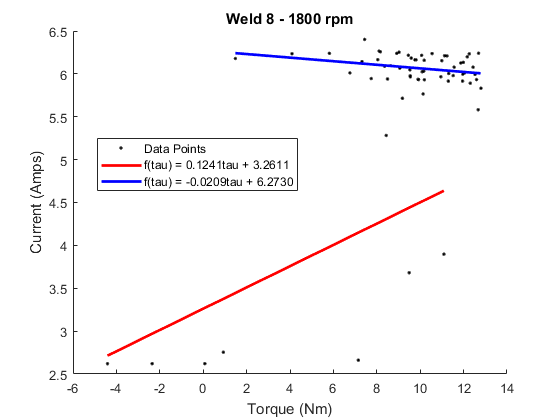 Weld 8 - 1800 rpm
6.5
6
5.5
5
4.5
4
3.5
3
2.5
Current (Amps)
Data Points
f(tau) = 0.1241tau + 3.2611
f(tau) = -0.0209tau + 6.2730
-6 -4 -2 0 2 4 6 8 10 12 14
Torque (Nm)